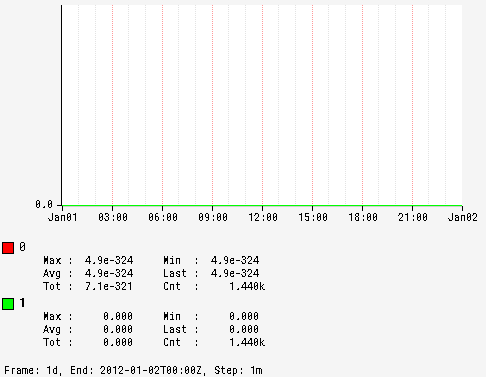 0.0
Jan01 03:00 06:00 09:00 12:00 15:00 18:00 21:00 Jan02
0
Max : 4.9e-324 Min : 4.9e-324
Avg : 4.9e-324 Last : 4.9e-324
Tot : 7.1e-321 Cnt : 1.440k
1
Max : 0.000 Min : 0.000
Avg : 0.000 Last : 0.000
Tot : 0.000 Cnt : 1.440k
Frame: 1d, End: 2012-01-02T00:00Z, Step: 1m